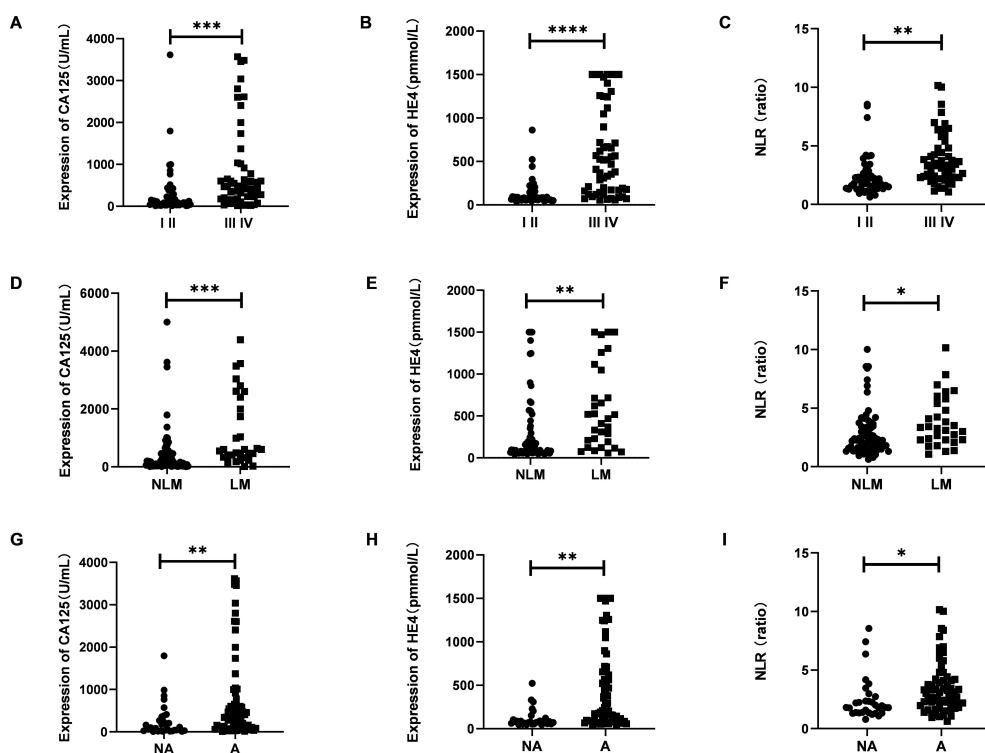 A
Expression of CA125(U/mL)
4000
3000
2000
1000
0
***
I II
III IV
B
Expression of HE4(pmmol/L)
2000
1500
1000
500
0
****
I II
III IV
C
NLR (ratio)
15
10
5
0
**
I II
III IV
D
Expression of CA125(U/mL)
6000
4000
2000
0
***
NLM
LM
E
Expression of HE4(pmmol/L)
2000
1500
1000
500
0
**
NLM
LM
F
NLR (ratio)
15
10
5
0
*
NLM
LM
G
Expression of CA125(U/mL)
4000
3000
2000
1000
0
**
NA
A
H
Expression of HE4(pmmol/L)
2000
1500
1000
500
0
**
NA
A
I
NLR (ratio)
15
10
5
0
*
NA
A